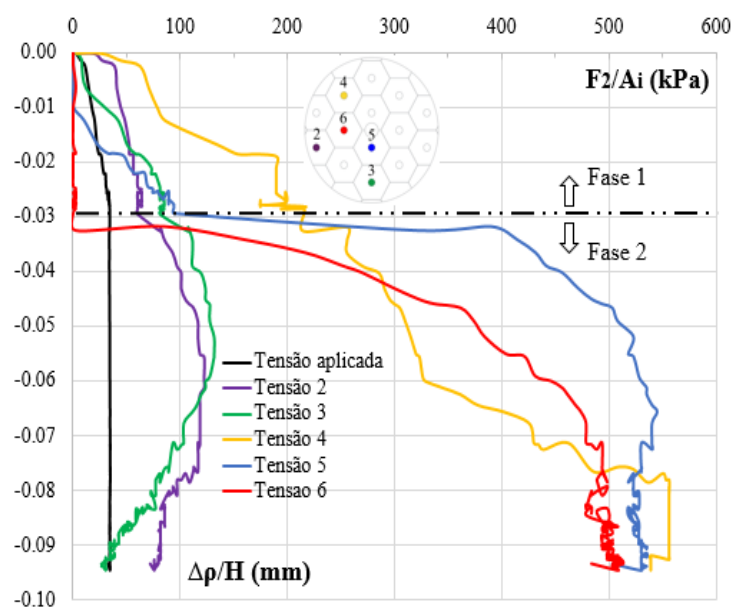 0 100 200 300 400 500 600
0.00
-0.01
-0.02
-0.03
-0.04
-0.05
-0.06
-0.07
-0.08
-0.09
-0.10
F2/Ai (kPa)
4
6
2
5
3
Fase 1
Fase 2
Tensão aplicada
Tensão 2
Tensão 3
Tensão 4
Tensão 5
Tensao 6
Δρ/H (mm)